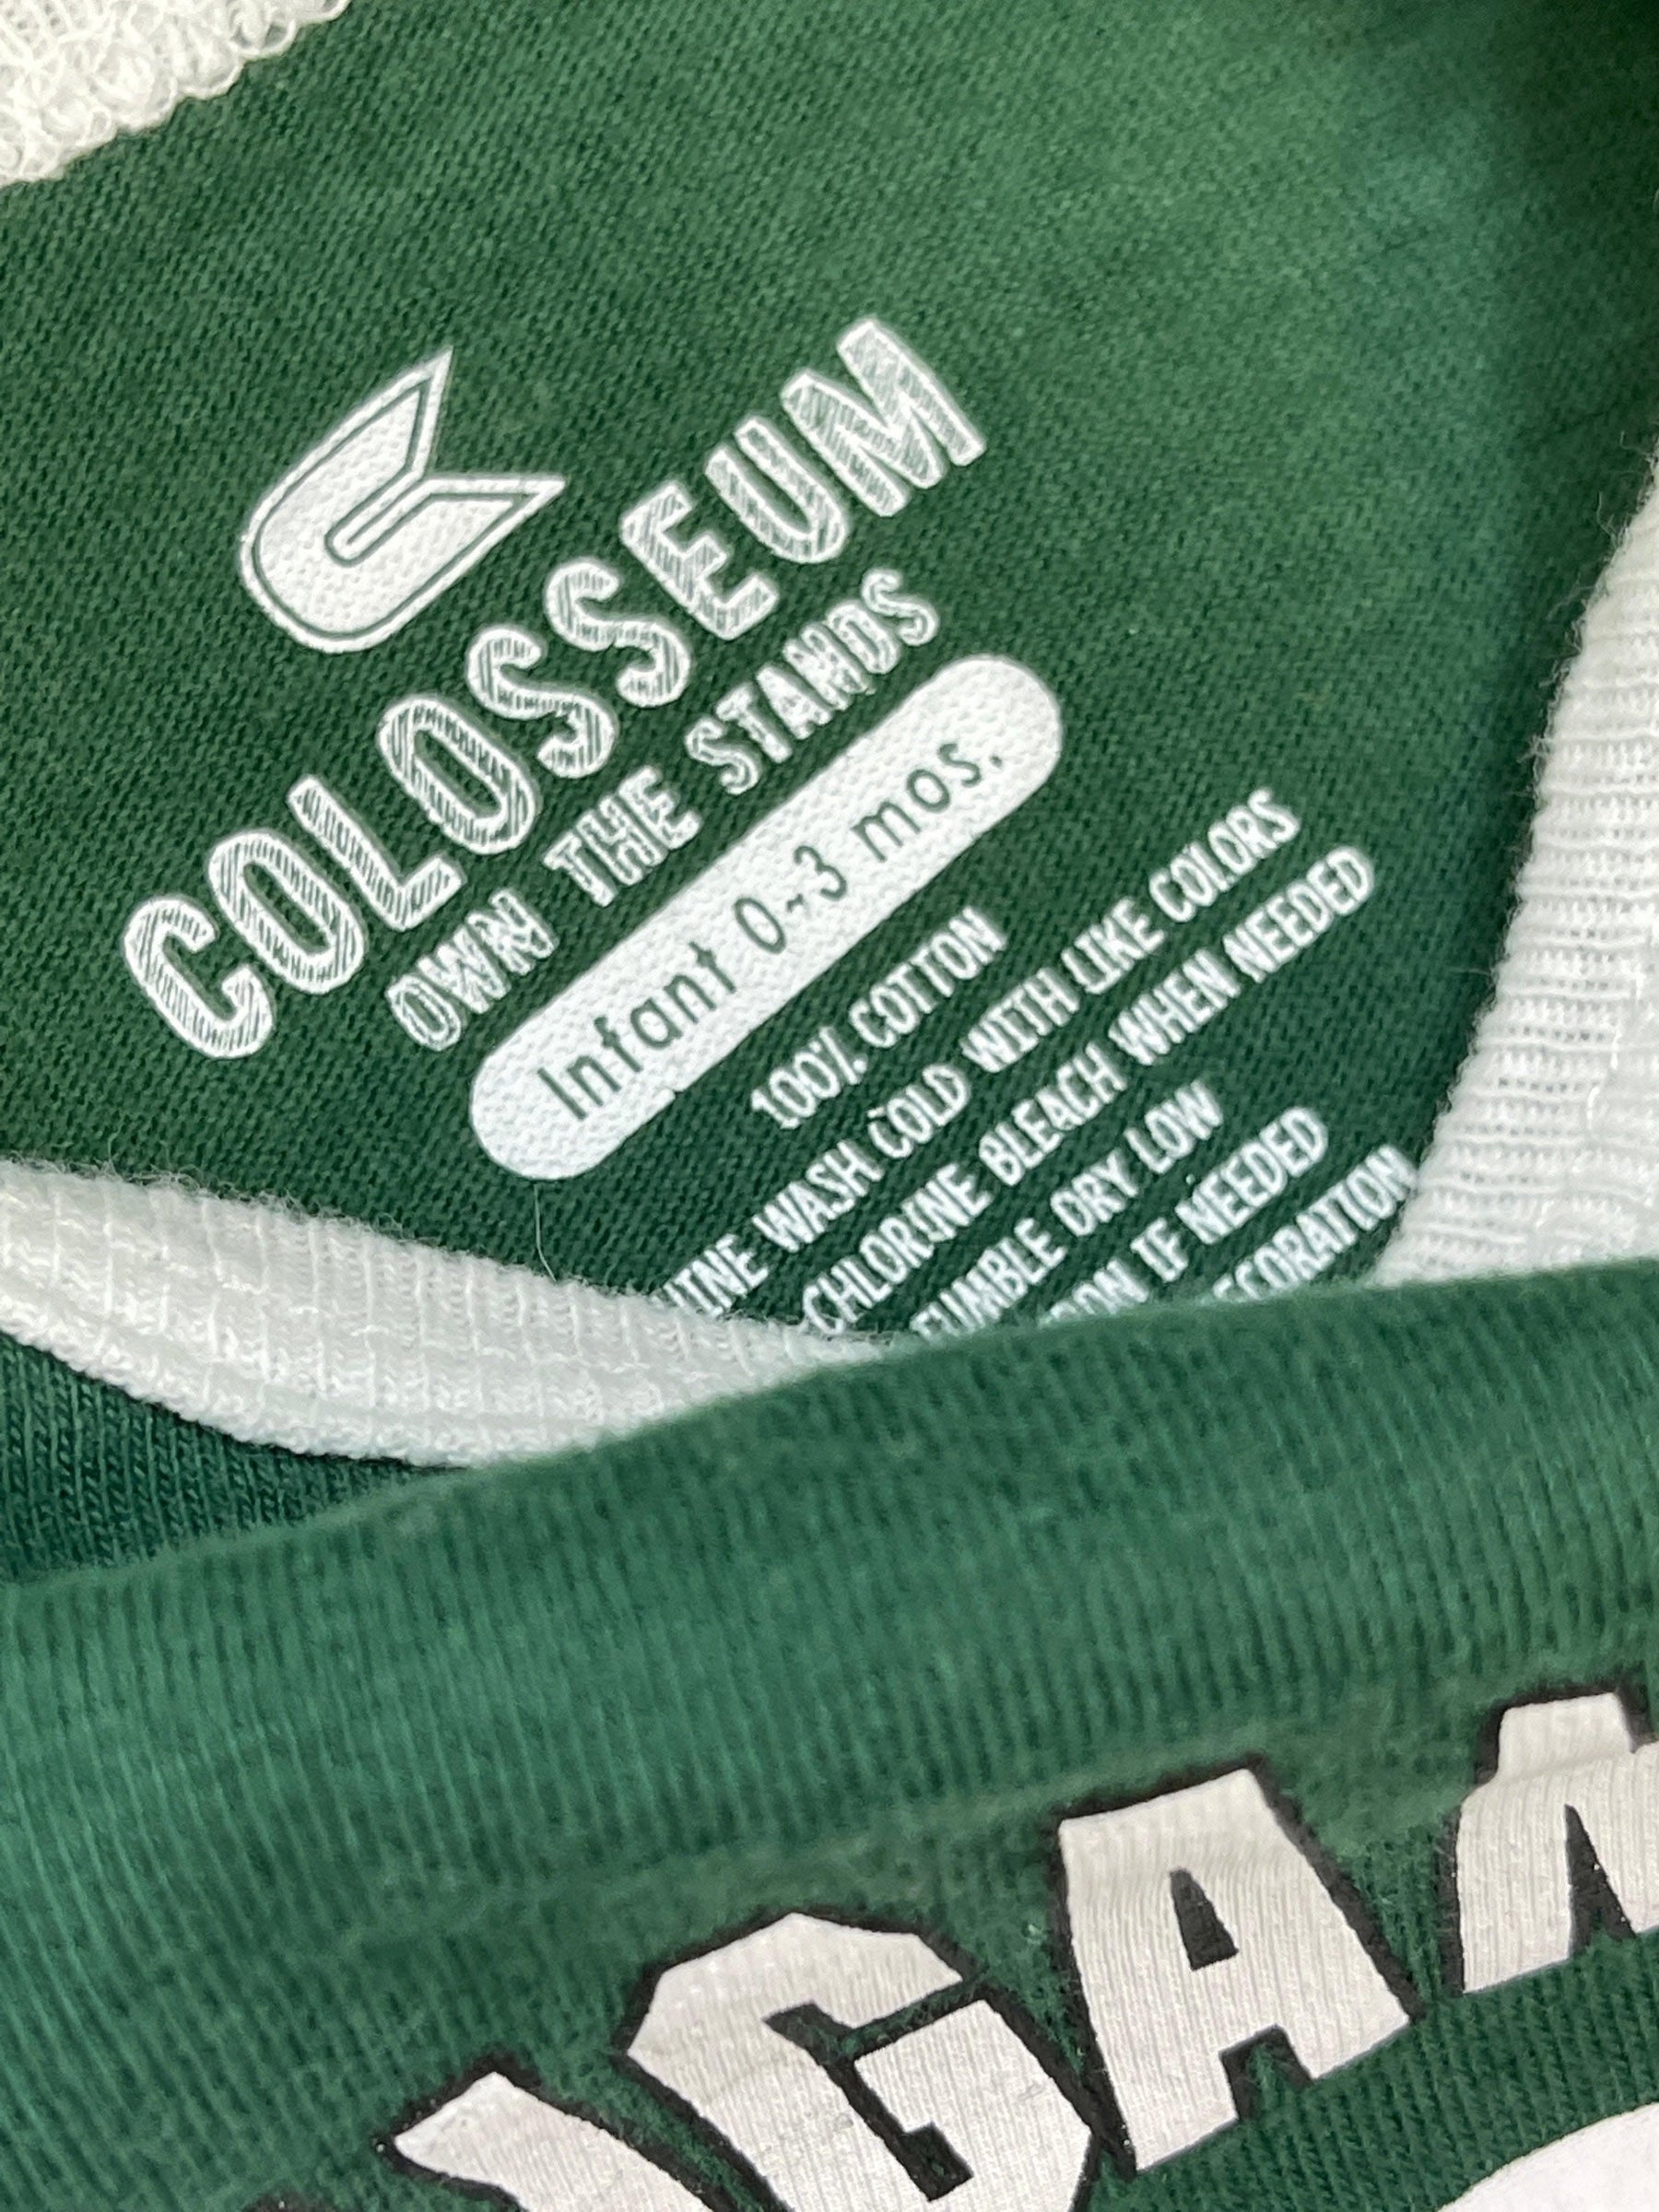 COLOSSEUM
OWN THE STANDS
Infant 0~3 mos.
100% COTTON
WASH COLD WITH LIKE COLORS
CHLORINE BLEACH WHEN NEEDED
TUMBLE DRY LOW
IF NEEDED